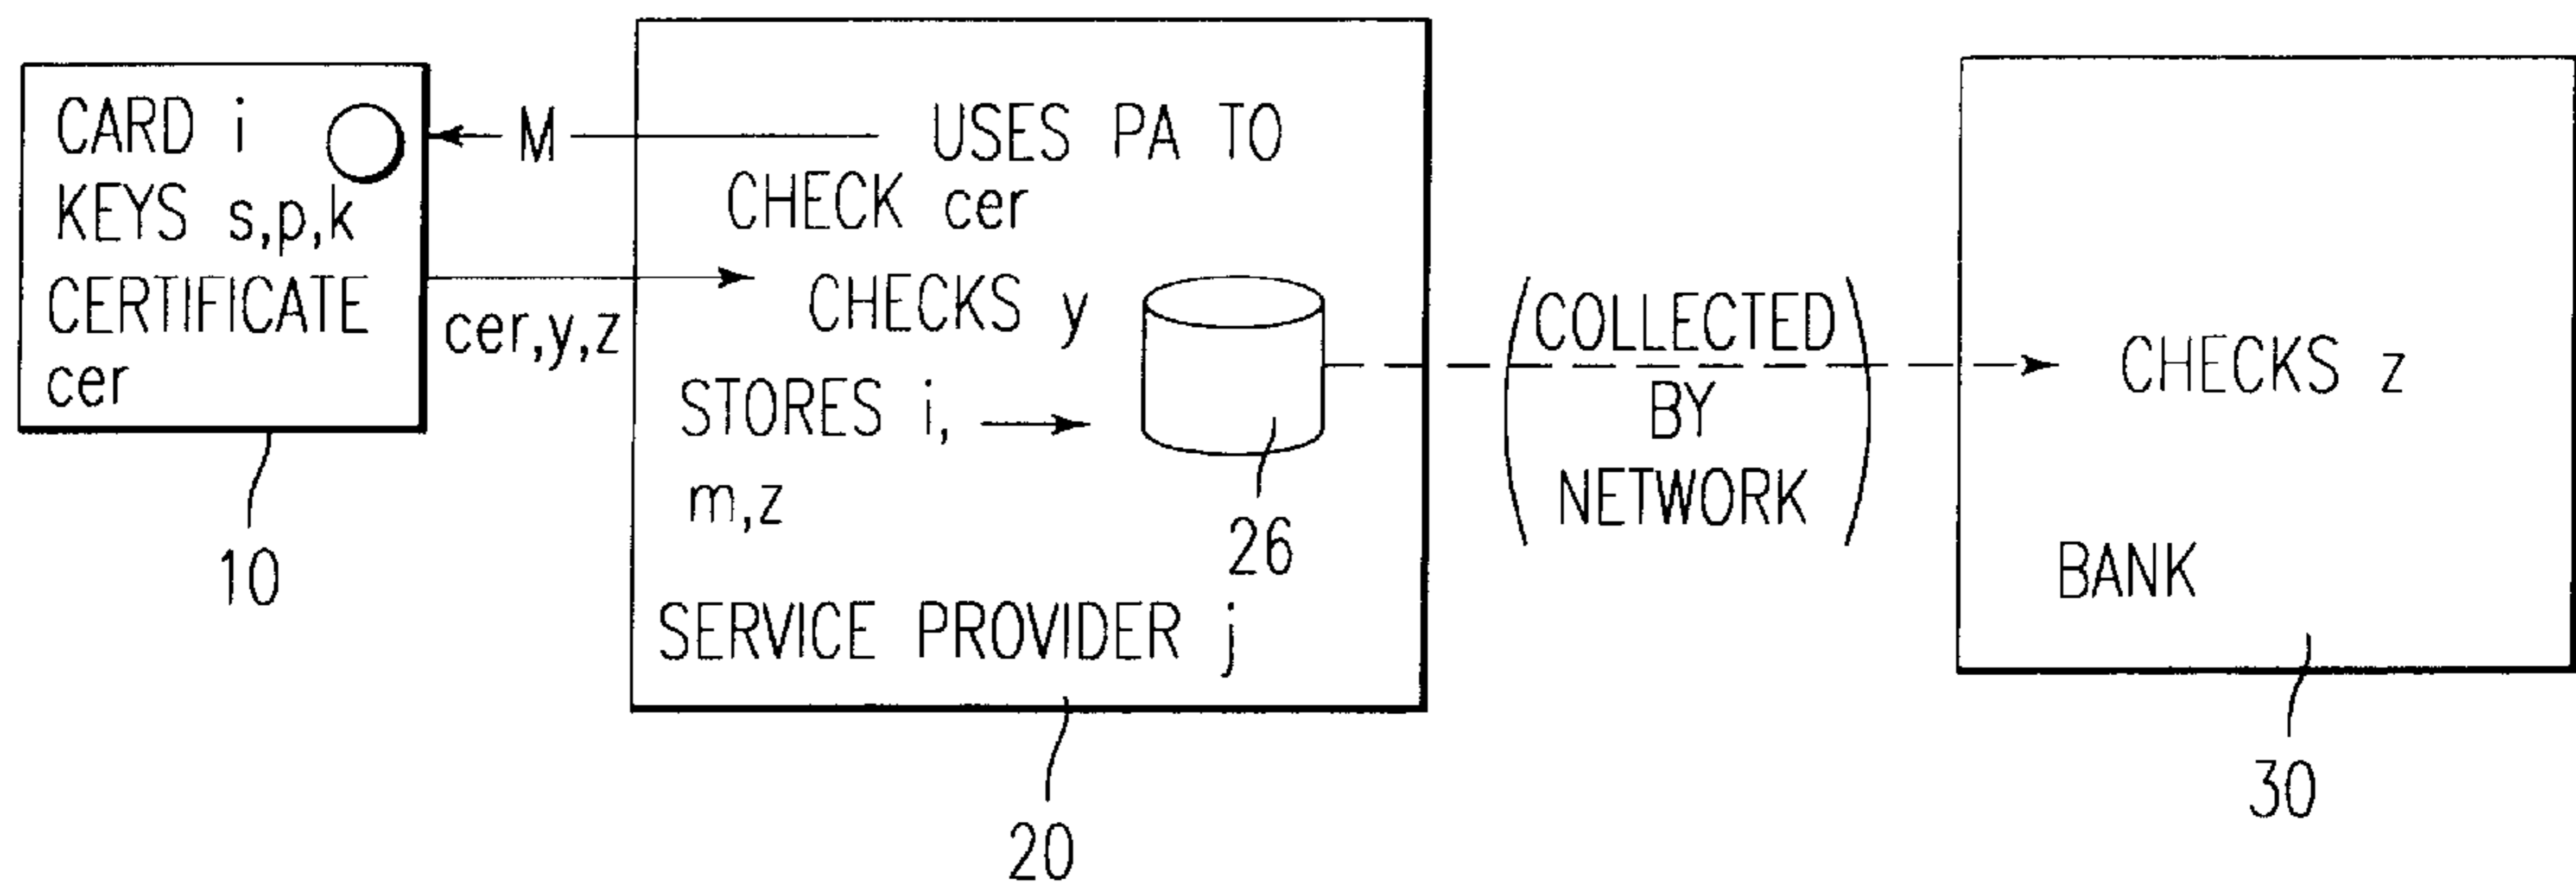 CARD i
KEYS s,p,k
CERTIFICATE
cer
10
M
cer,y,z
USES PA TO
CHECK cer
CHECKS y
STORES i,
m,z
26
SERVICE PROVIDER j
20
(COLLECTED
BY
NETWORK)
CHECKS z
BANK
30